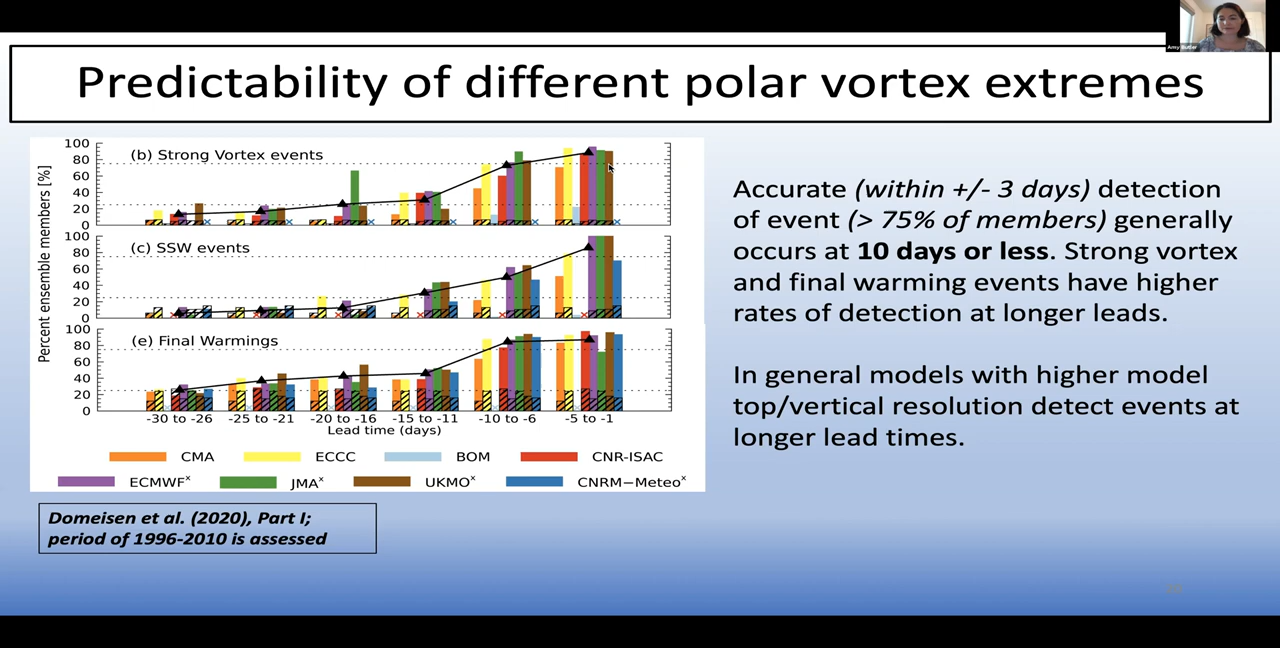 Amy Butler
Predictability of different polar vortex extremes
Percent ensemble members [%]
100
80
60
40
20
0
(b) Strong Vortex events
100
80
60
40
20
0
(c) SSW events
100
80
60
40
20
0
(e) Final Warmings
-30 to -26 -25 to -21 -20 to -16 -15 to -11 -10 to -6 -5 to -1
Lead time (days)
CMA ECCC BOM CNR-ISAC
ECMWFˣ JMAˣ UKMOˣ CNRM−Meteoˣ
Domeisen et al. (2020), Part I;
period of 1996-2010 is assessed
Accurate (within +/- 3 days) detection
of event (> 75% of members) generally
occurs at 10 days or less. Strong vortex
and final warming events have higher
rates of detection at longer leads.
In general models with higher model
top/vertical resolution detect events at
longer lead times.